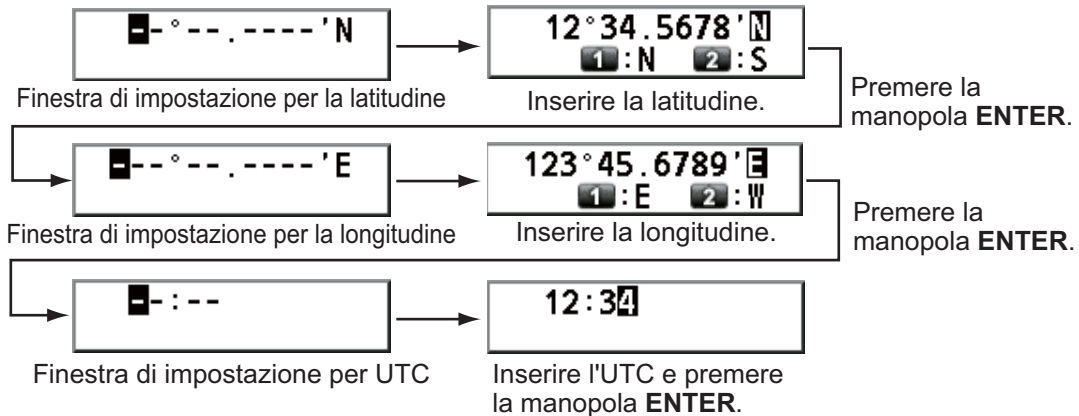 --°--.----'N
12°34.5678'N
1:N 2:S
Finestra di impostazione per la latitudine
Inserire la latitudine.
Premere la
manopola ENTER.
---°--.----'E
123°45.6789'E
1:E 2:W
Finestra di impostazione per la longitudine
Inserire la longitudine.
Premere la
manopola ENTER.
--:--
12:34
Finestra di impostazione per UTC
Inserire l'UTC e premere
la manopola ENTER.